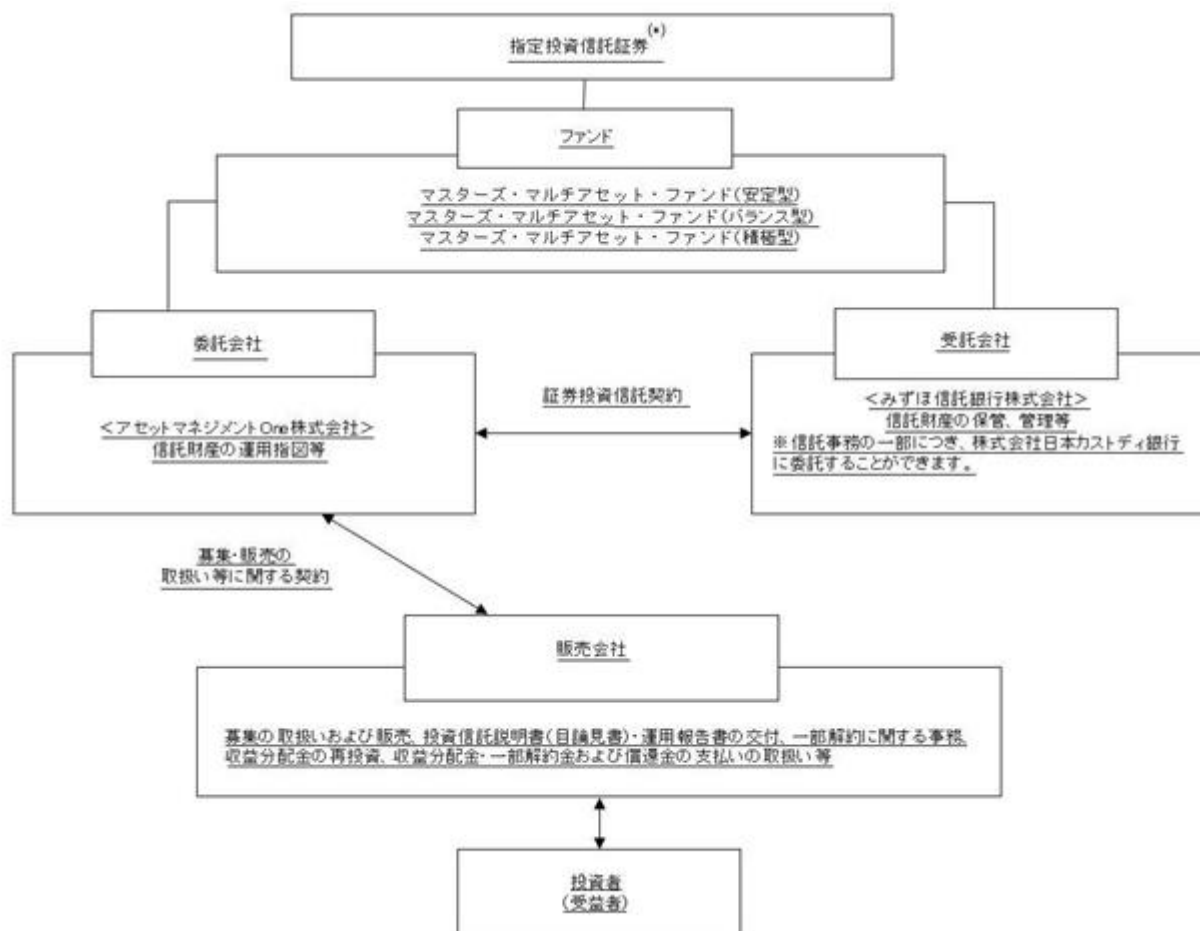 指定投資信託証券(*)
ファンド
マスターズ・マルチアセット・ファンド(安定型)
マスターズ・マルチアセット・ファンド(バランス型)
マスターズ・マルチアセット・ファンド(積極型)
委託会社
受託会社
<アセットマネジメントOne株式会社>
信託財産の運用指図等
証券投資信託契約
<みずほ信託銀行株式会社>
信託財産の保管、管理等
※信託事務の一部につき、株式会社日本カストディ銀行
に委託することができます。
募集・販売の
取扱い等に関する契約
販売会社
募集の取扱いおよび販売、投資信託説明書(目論見書)・運用報告書の交付、一部解約に関する事務、
収益分配金の再投資、収益分配金・一部解約金および償還金の支払いの取扱い等
投資者
(受益者)